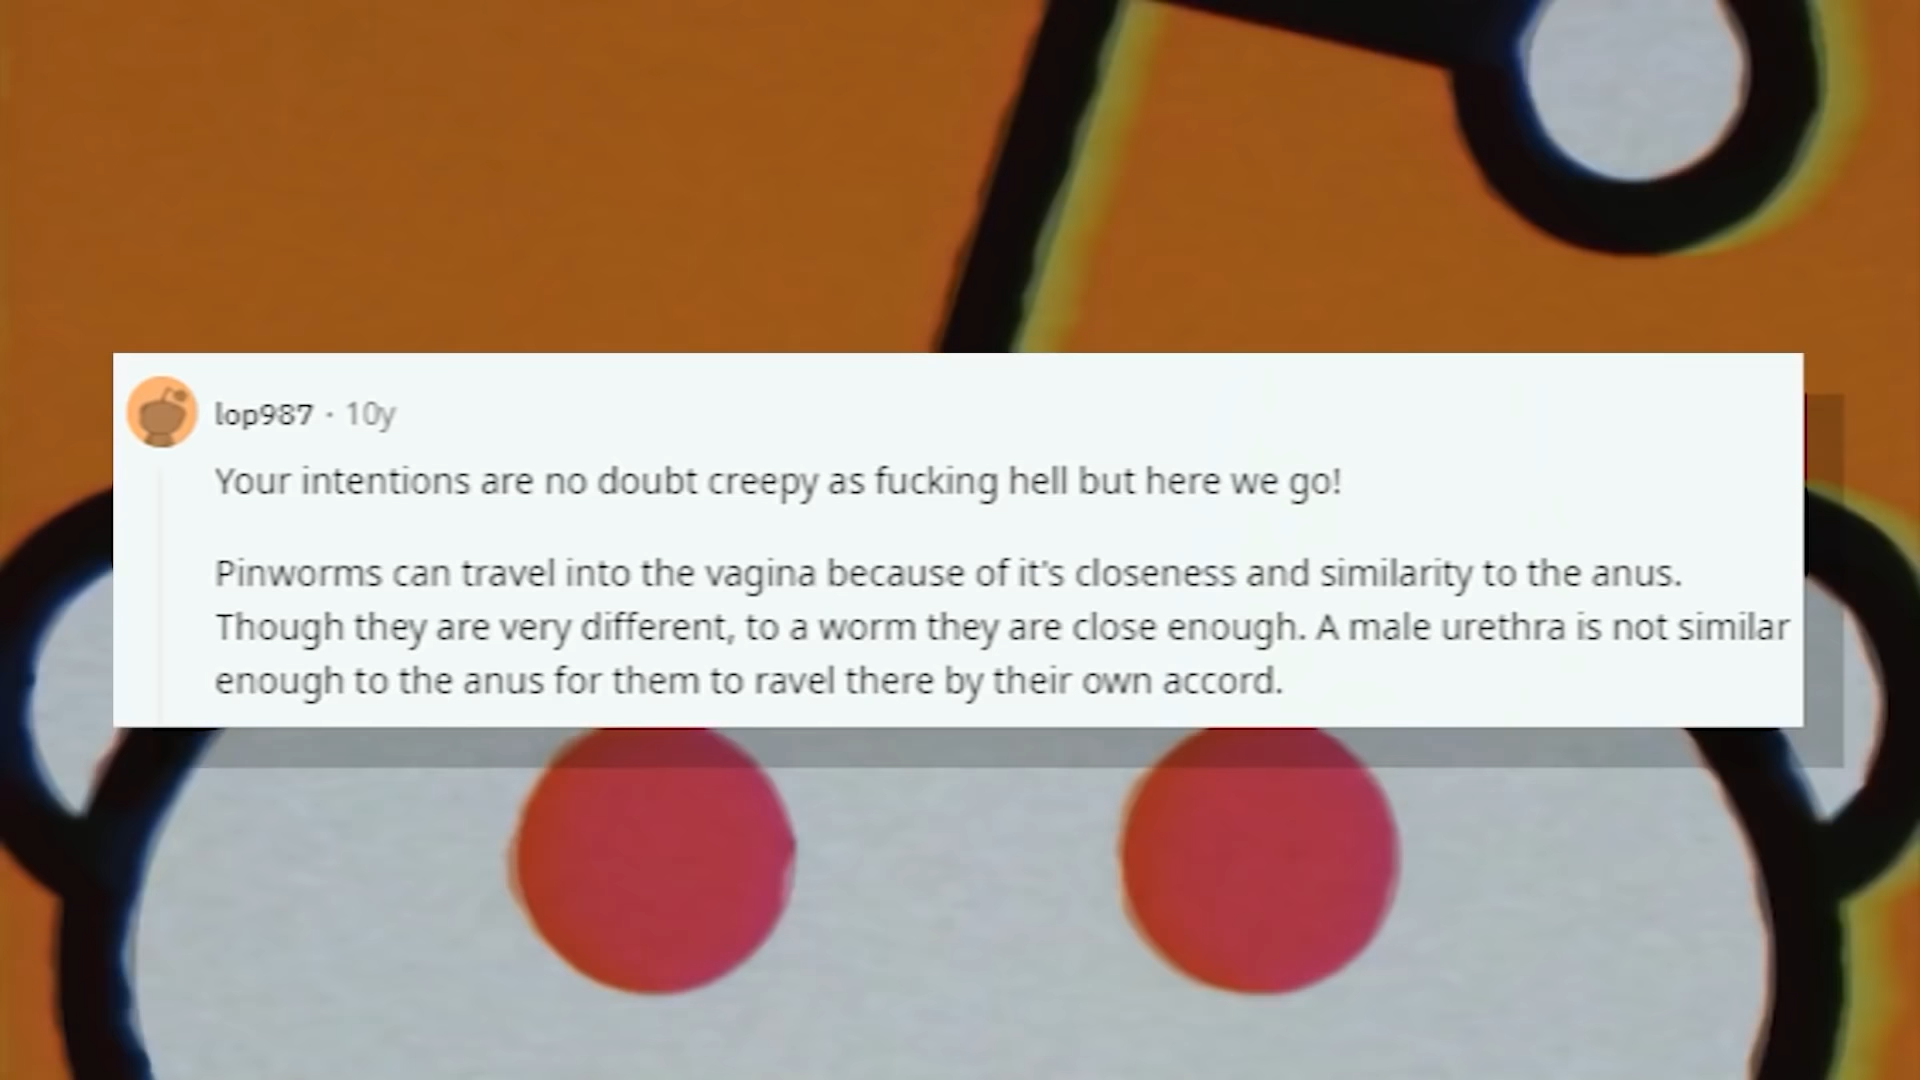 lop987 · 10y
Your intentions are no doubt creepy as fucking hell but here we go!
Pinworms can travel into the vagina because of it's closeness and similarity to the anus.
Though they are very different, to a worm they are close enough. A male urethra is not similar
enough to the anus for them to ravel there by their own accord.